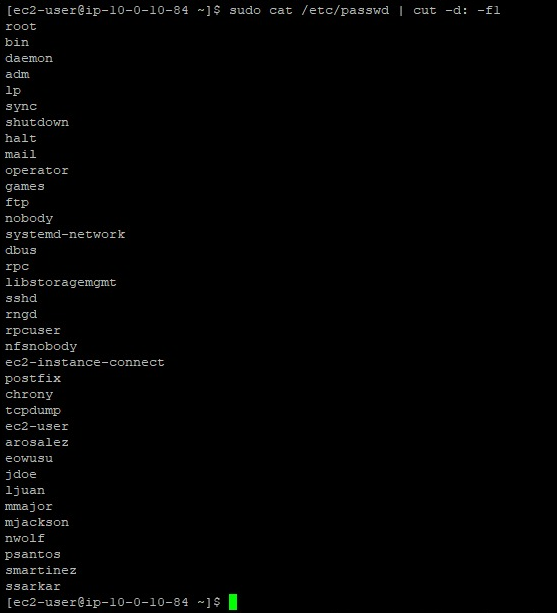 [ec2-user@ip-10-0-10-84 ~]$ sudo cat /etc/passwd | cut -d: -f1
root
bin
daemon
adm
lp
sync
shutdown
halt
mail
operator
games
ftp
nobody
systemd-network
dbus
rpc
libstoragemgmt
sshd
rngd
rpcuser
nfsnobody
ec2-instance-connect
postfix
chrony
tcpdump
ec2-user
arosalez
eowusu
jdoe
ljuan
mmajor
mjackson
nwolf
psantos
smartinez
ssarkar
[ec2-user@ip-10-0-10-84 ~]$